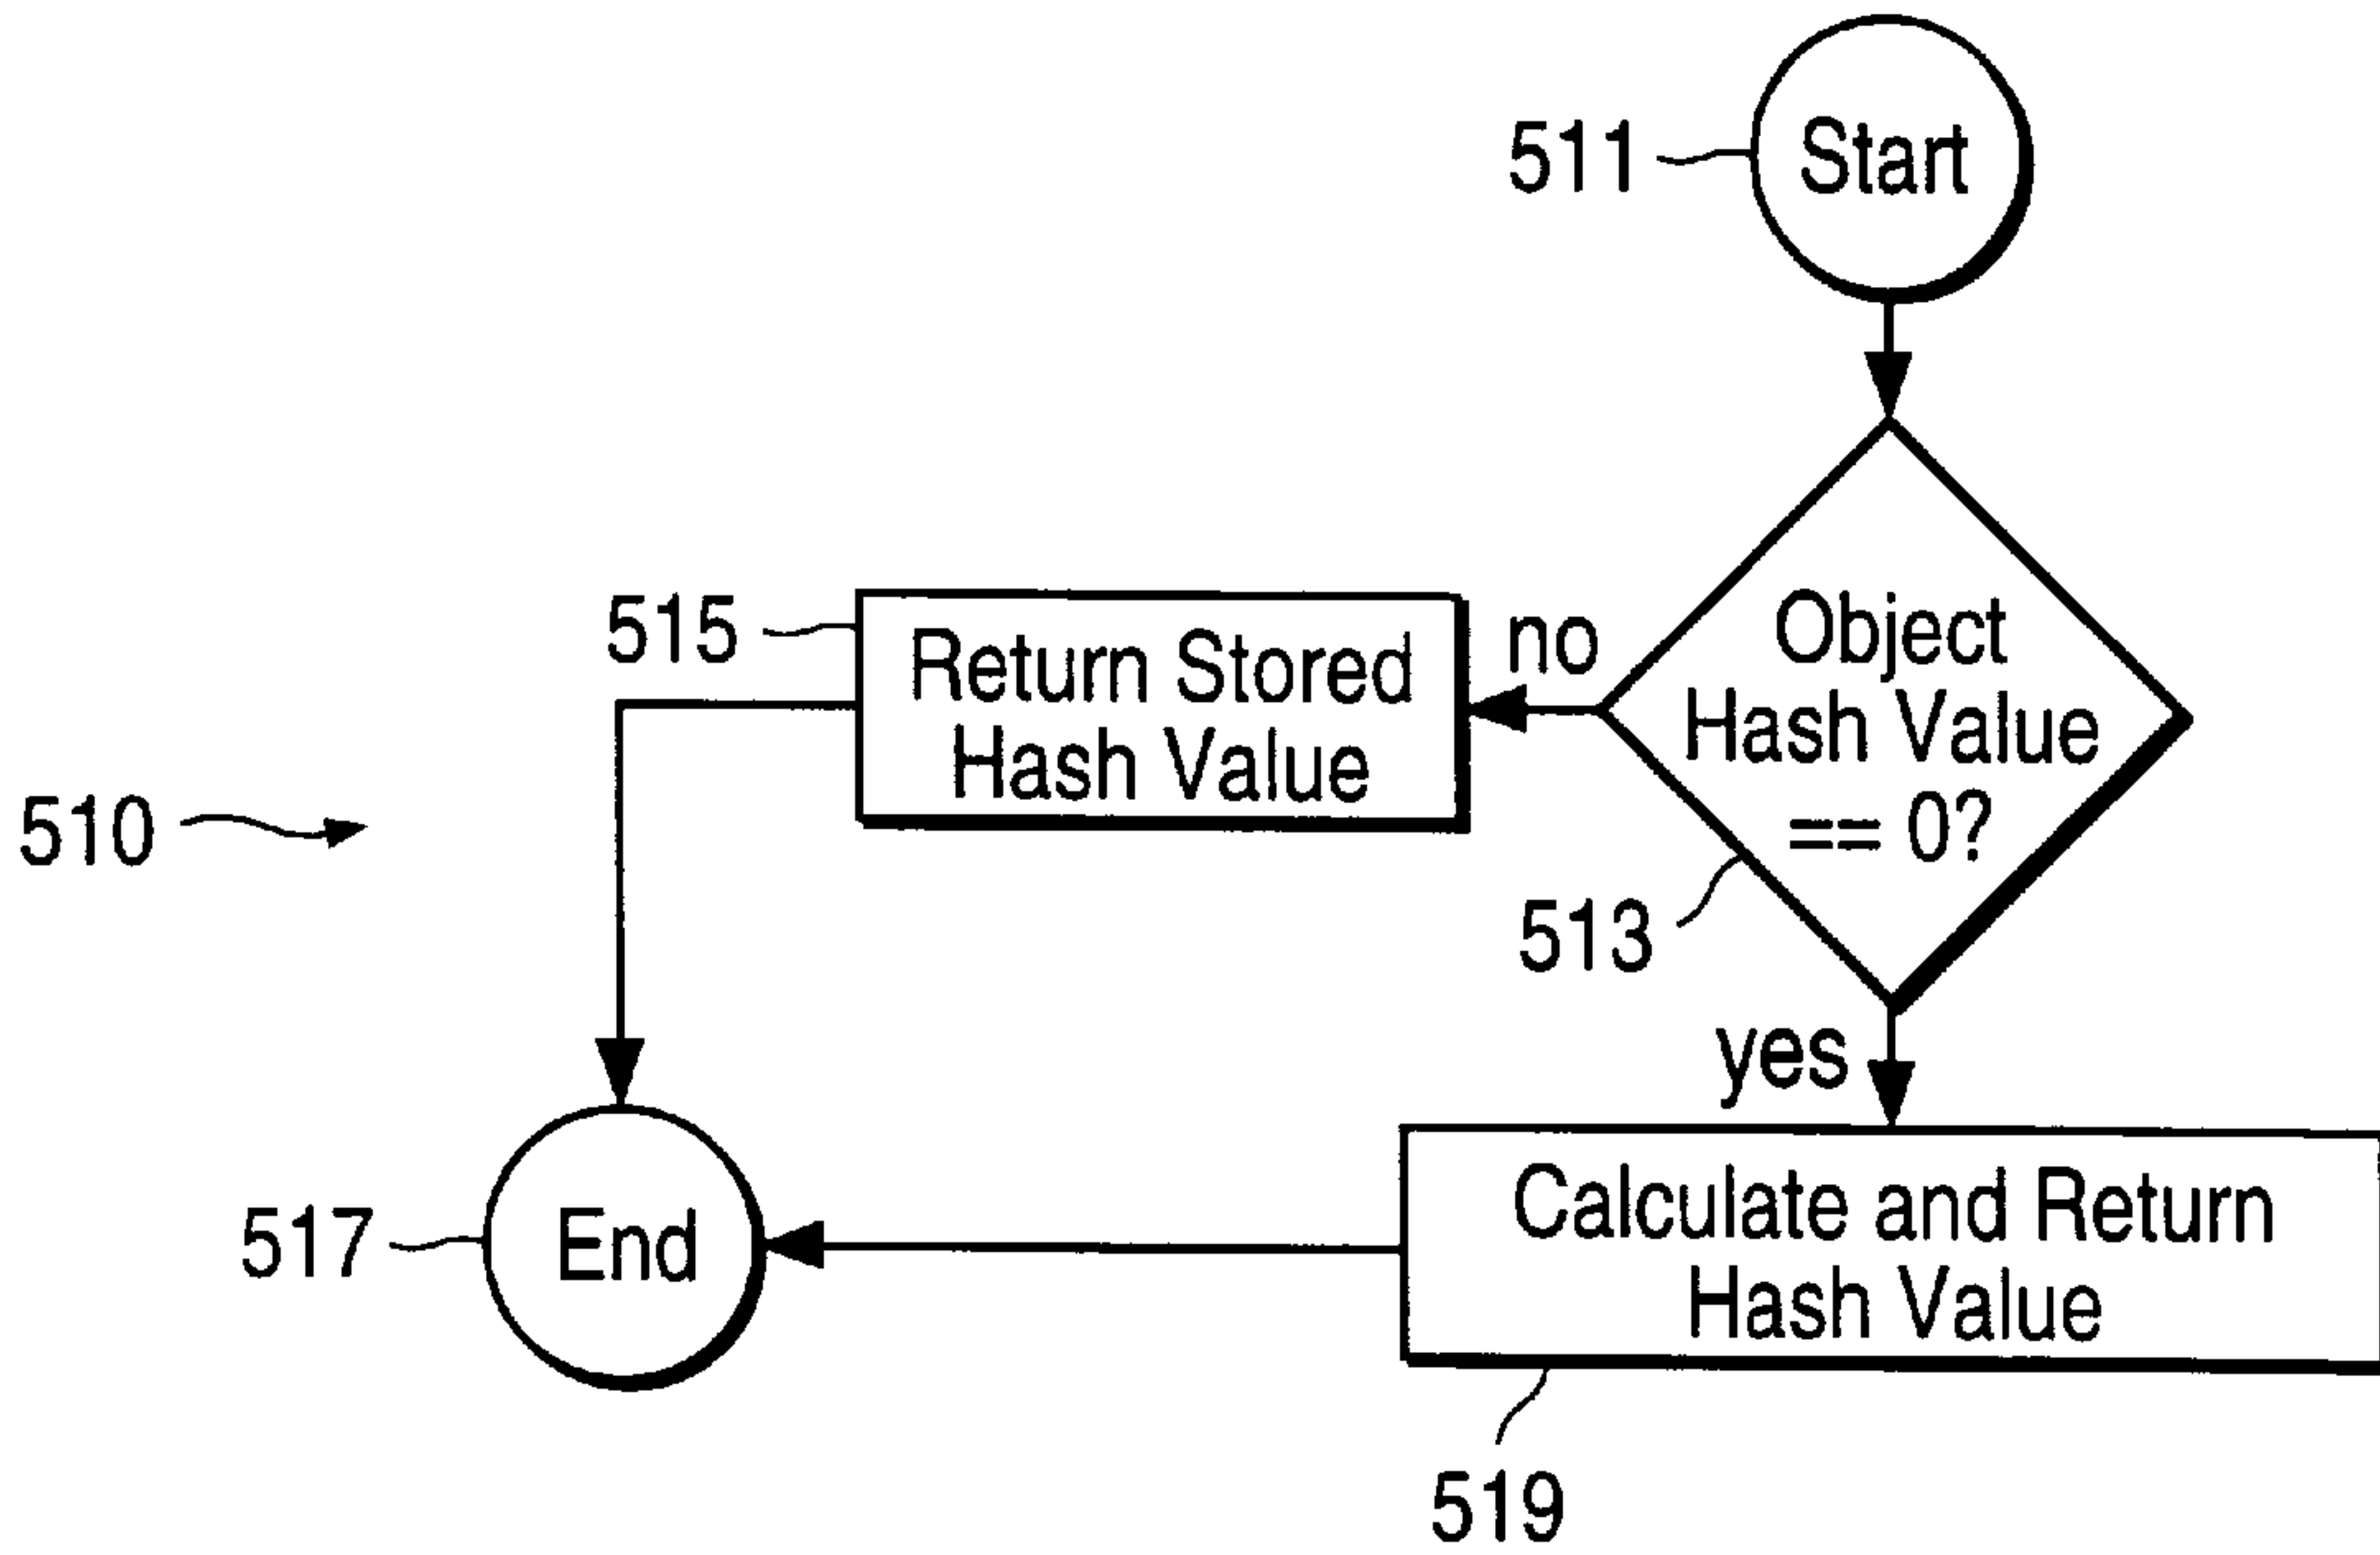 511
Start
515
Return Stored
Hash Value
no
Object
Hash Value
== 0?
510
513
yes
517
End
Calculate and Return
Hash Value
519